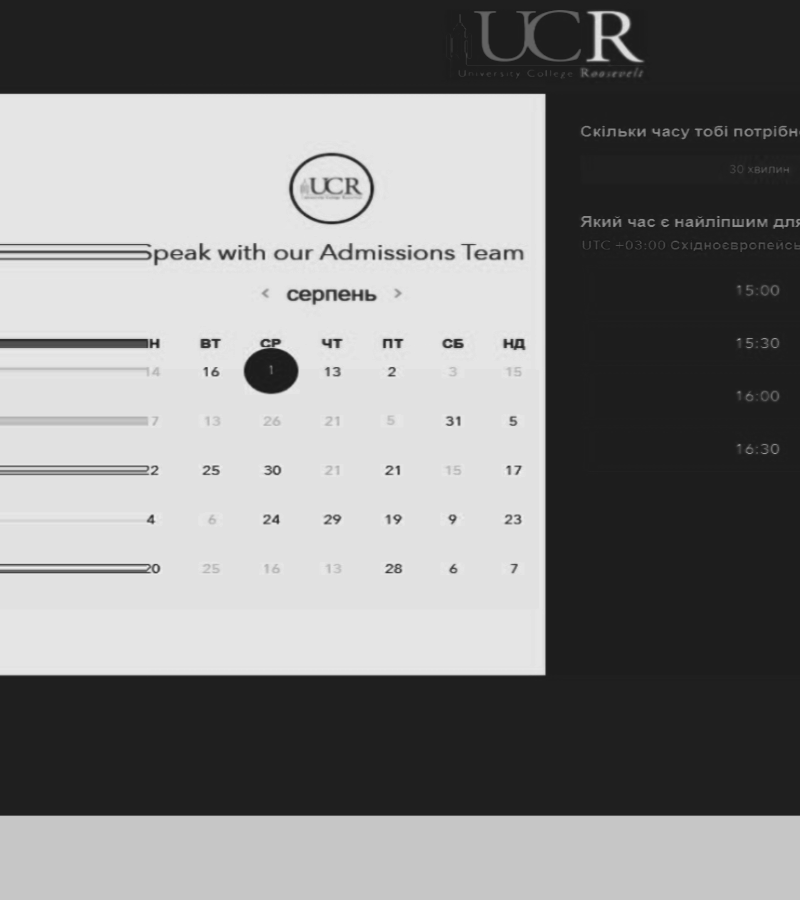 UCR
University College Roosevelt
UCR
Speak with our Admissions Team
< серпень >
Н ВТ СР ЧТ ПТ СБ НД
14 16 1 13 2 3 15
7 13 26 21 5 31 5
22 25 30 21 21 15 17
4 6 24 29 19 9 23
20 25 16 13 28 6 7
Скільки часу тобі потрібн
30 хвилин
Який час є найліпшим для
UTC +03:00 Східноєвропейсь
15:00
15:30
16:00
16:30